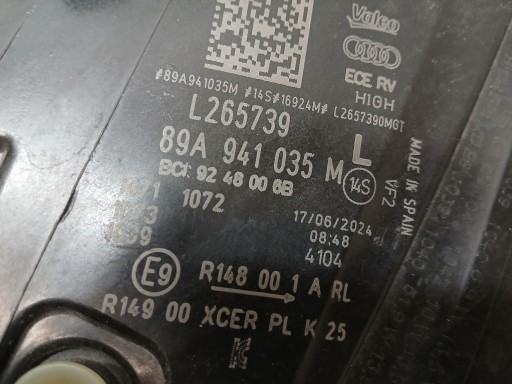 Valeo
ECE RV
HIGH
#89A941035M #14S#16924M# L2657390MGT
L265739
89A 941 035 M L
BCI: 92 48 00 6B 14S VF2
MADE IN SPAIN
1072
17/06/2024
08:48
4104
E9 R148 00 1 A RL
R149 00 XCER PL K 25